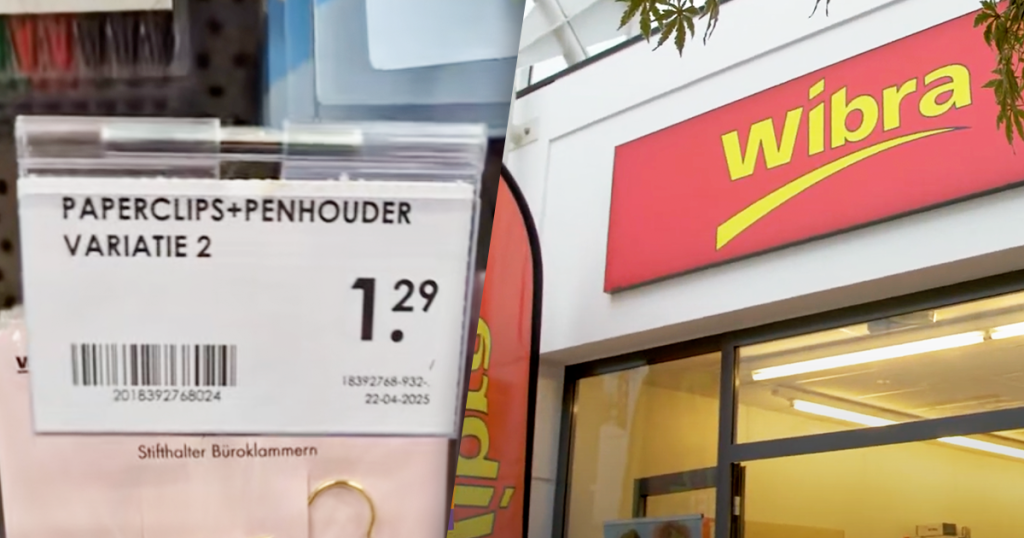 PAPERCLIPS+PENHOUDER
VARIATIE 2
1.29
2018392768024
18392768-932-.
22-04-2025
Stifthalter Büroklammern
Wibra